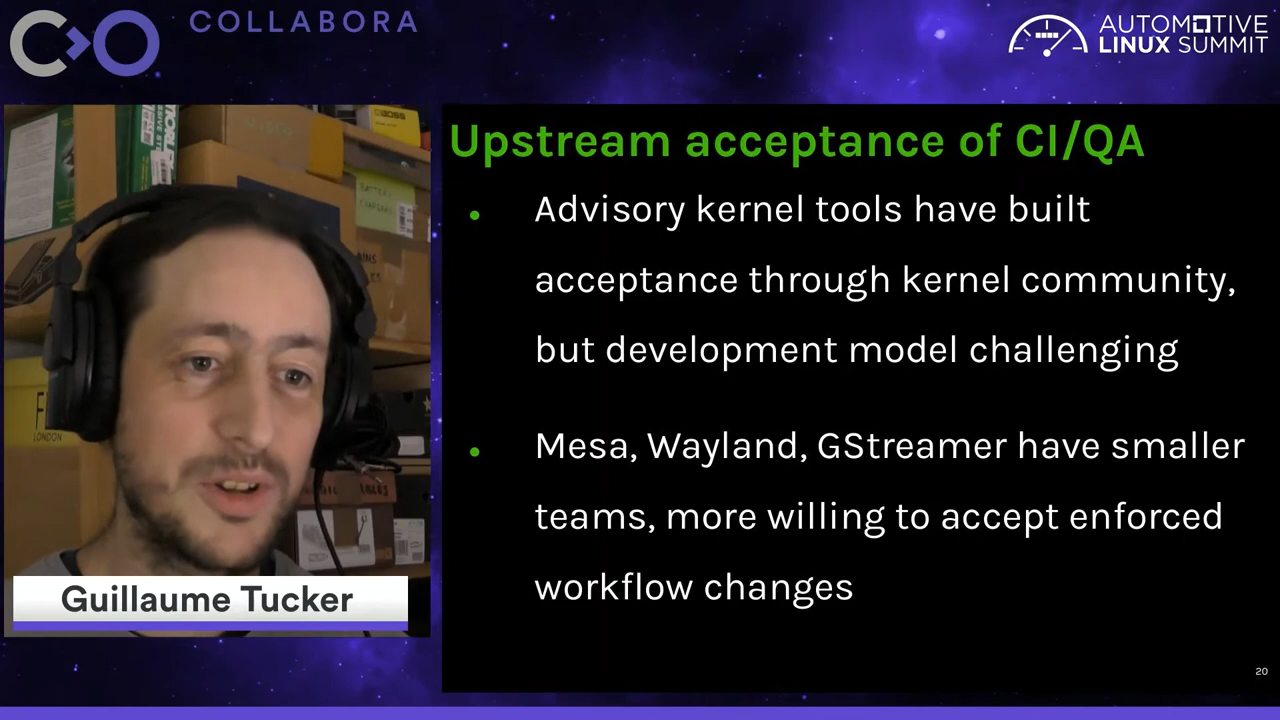 COLLABORA
AUTOMOTIVE
LINUX SUMMIT
Upstream acceptance of CI/QA
Advisory kernel tools have built
acceptance through kernel community,
but development model challenging
Mesa, Wayland, GStreamer have smaller
teams, more willing to accept enforced
workflow changes
BOSS
LONDON
Guillaume Tucker
20